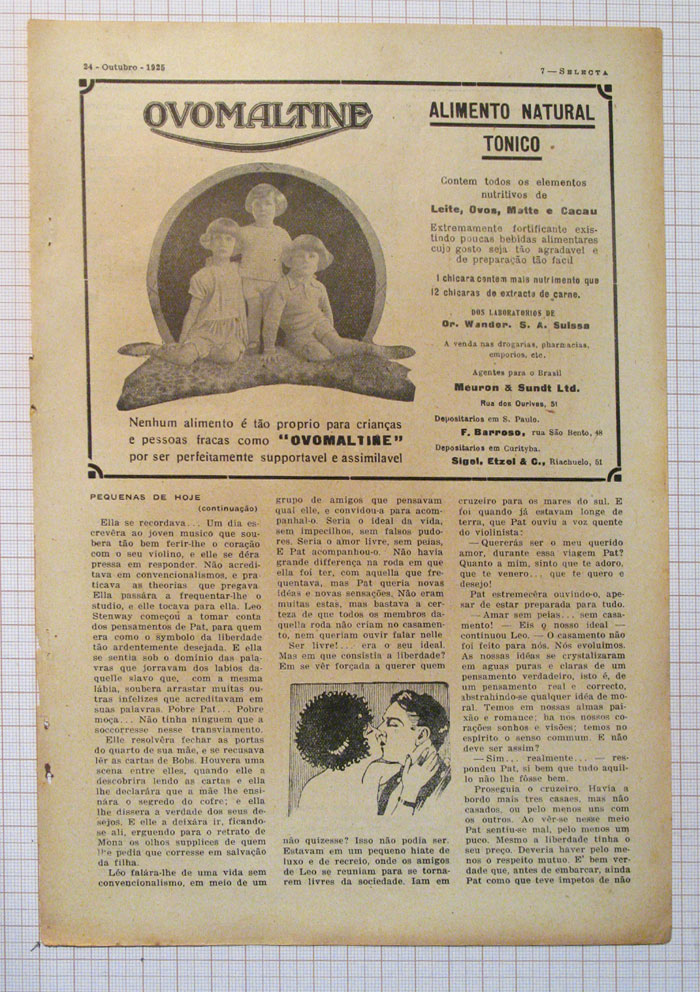 24 - Outubro - 1925
7 — SELECTA
OVOMALTINE
ALIMENTO NATURAL
TONICO
Contem todos os elementos
nutritivos de
Leite, Ovos, Malte e Cacau
Extremamente fortificante exis-
tindo poucas bebidas alimentares
cujo gosto seja tão agradavel e
de preparação tão facil
1 chicara contem mais nutrimento que
12 chicaras de extracto de carne.
DOS LABORATORIOS DE
Dr. Wander. S. A. Suissa
A venda nas drogarias, pharmacias,
emporios, etc.
Agentes para o Brasil
Meuron & Sundt Ltd.
Rua dos Ourives, 51
Depositarios em S. Paulo.
F. Barroso, rua São Bento, 48
Depositarios em Curityba.
Sigel, Etzel & C., Riachuelo, 51
Nenhum alimento é tão proprio para crianças
e pessoas fracas como "OVOMALTINE"
por ser perfeitamente supportavel e assimilavel
PEQUENAS DE HOJE
(continuação)
Ella se recordava... Um dia es-
crevêra ao joven musico que sou-
bera tão bem ferir-lhe o coração
com o seu violino, e elle se déra
pressa em responder. Não acredi-
tava em convencionalismos, e pra-
ticava as theorias que pregava
Ella passára a frequentar-lhe o
studio, e elle tocava para ella. Leo
Stenway começou a tomar conta
dos pensamentos de Pat, para quem
era como o symbolo da liberdade
tão ardentemente desejada. E ella
se sentia sob o dominio das pala-
vras que jorravam dos labios da-
quelle slavo que, com a mesma
lábia, soubera arrastar muitas ou-
tras infelizes que acreditavam em
suas palavras. Pobre Pat... Pobre
moça... Não tinha ninguem que a
soccorresse nesse transviamento.
Elle resolvêra fechar as portas
do quarto de sua mãe, e se recusava
lêr as cartas de Bobs. Houvera uma
scena entre elles, quando elle a
descobrira lendo as cartas e ella
lhe declarára que a mãe lhe ensi-
nára o segredo do cofre; e ella
lhe dissera a verdade dos seus de-
sejos. E elle a deixára ir, ficando-
se ali, erguendo para o retrato de
Mona os olhos supplices de quem
lhe pedia que corresse em salvação
da filha.
Léo falára-lhe de uma vida sem
convencionalismo, em meio de um
grupo de amigos que pensavam
qual elle, e convidou-a para acom-
panhal-o. Seria o ideal da vida,
sem impecilhos, sem falsos pudo-
res. Seria o amor livre, sem peias,
E Pat acompanhou-o. Não havia
grande differença na roda em que
ella foi ter, com aquella que fre-
quentava, mas Pat queria novas
idéas e novas sensações. Não eram
muitas estas, mas bastava a cer-
teza de que todos os membros da-
quella roda não criam no casamen-
to, nem queriam ouvir falar nelle
Ser livre!... era o seu ideal.
Mas em que consistia a liberdade?
Em se vêr forçada a querer quem
não quizesse? Isso não podia ser.
Estavam em um pequeno hiate de
luxo e de recreio, onde os amigos
de Leo se reuniam para se torna-
rem livres da sociedade. Iam em
cruzeiro para os mares do sul. E
foi quando já estavam longe de
terra, que Pat ouviu a voz quente
do violinista:
— Quererás ser o meu querido
amor, durante essa viagem Pat?
Quanto a mim, sinto que te adoro,
que te venero... que te quero e
desejo!
Pat estremecêra ouvindo-o, ape-
sar de estar preparada para tudo.
— Amar sem peias... sem casa-
mento! — Eis o nosso ideal —
continuou Leo. — O casamento não
foi feito para nós. Nós evoluimos.
As nossas idéas se crystalizaram
em aguas puras e claras de um
pensamento verdadeiro, isto é, de
um pensamento real e correcto,
abstrahindo-se qualquer idéa de mo-
ral. Temos em nossas almas pai-
xão e romance; ha nos nossos co-
rações sonhos e visões; temos no
espirito o senso commum. E não
deve ser assim?
— Sim... realmente... — res-
pondeu Pat, si bem que tudo aquil-
lo não lhe fôsse bem.
Proseguia o cruzeiro. Havia a
bordo mais tres casaes, mas não
casados, ou pelo menos uns com
os outros. Ao vêr-se nesse meio
Pat sentiu-se mal, pelo menos um
puco. Mesmo a liberdade tinha o
seu preço. Deveria haver pelo me-
nos o respeito mutuo. E' bem ver-
dade que, antes de embarcar, ainda
Pat como que teve impetos de não